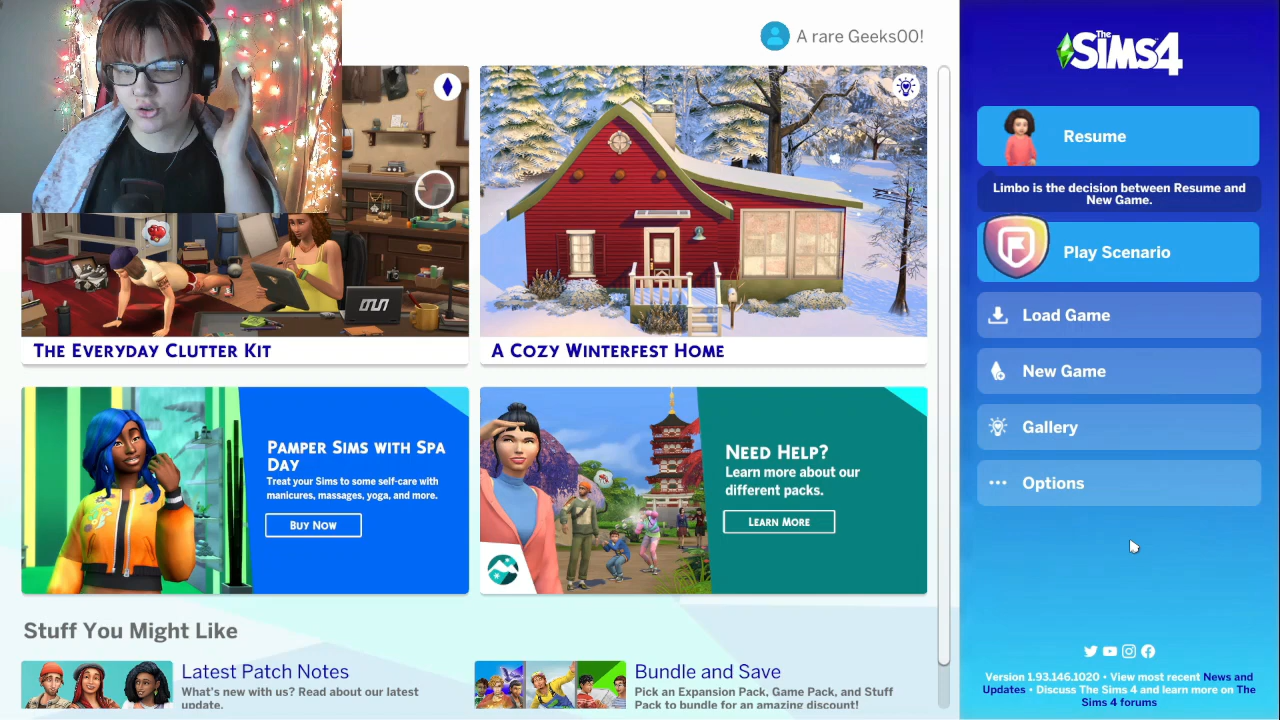 A rare Geeks00!
The Everyday Clutter Kit
A Cozy Winterfest Home
Pamper Sims with Spa
Day
Treat your Sims to some self-care with
manicures, massages, yoga, and more.
Buy Now
Need Help?
Learn more about our
different packs.
Learn More
Stuff You Might Like
Latest Patch Notes
What's new with us? Read about our latest
update.
Bundle and Save
Pick an Expansion Pack, Game Pack, and Stuff
Pack to bundle for an amazing discount!
The
SiMS4
Resume
Limbo is the decision between Resume and
New Game.
Play Scenario
Load Game
New Game
Gallery
Options
Version 1.93.146.1020 • View most recent News and
Updates • Discuss The Sims 4 and learn more on The
Sims 4 forums